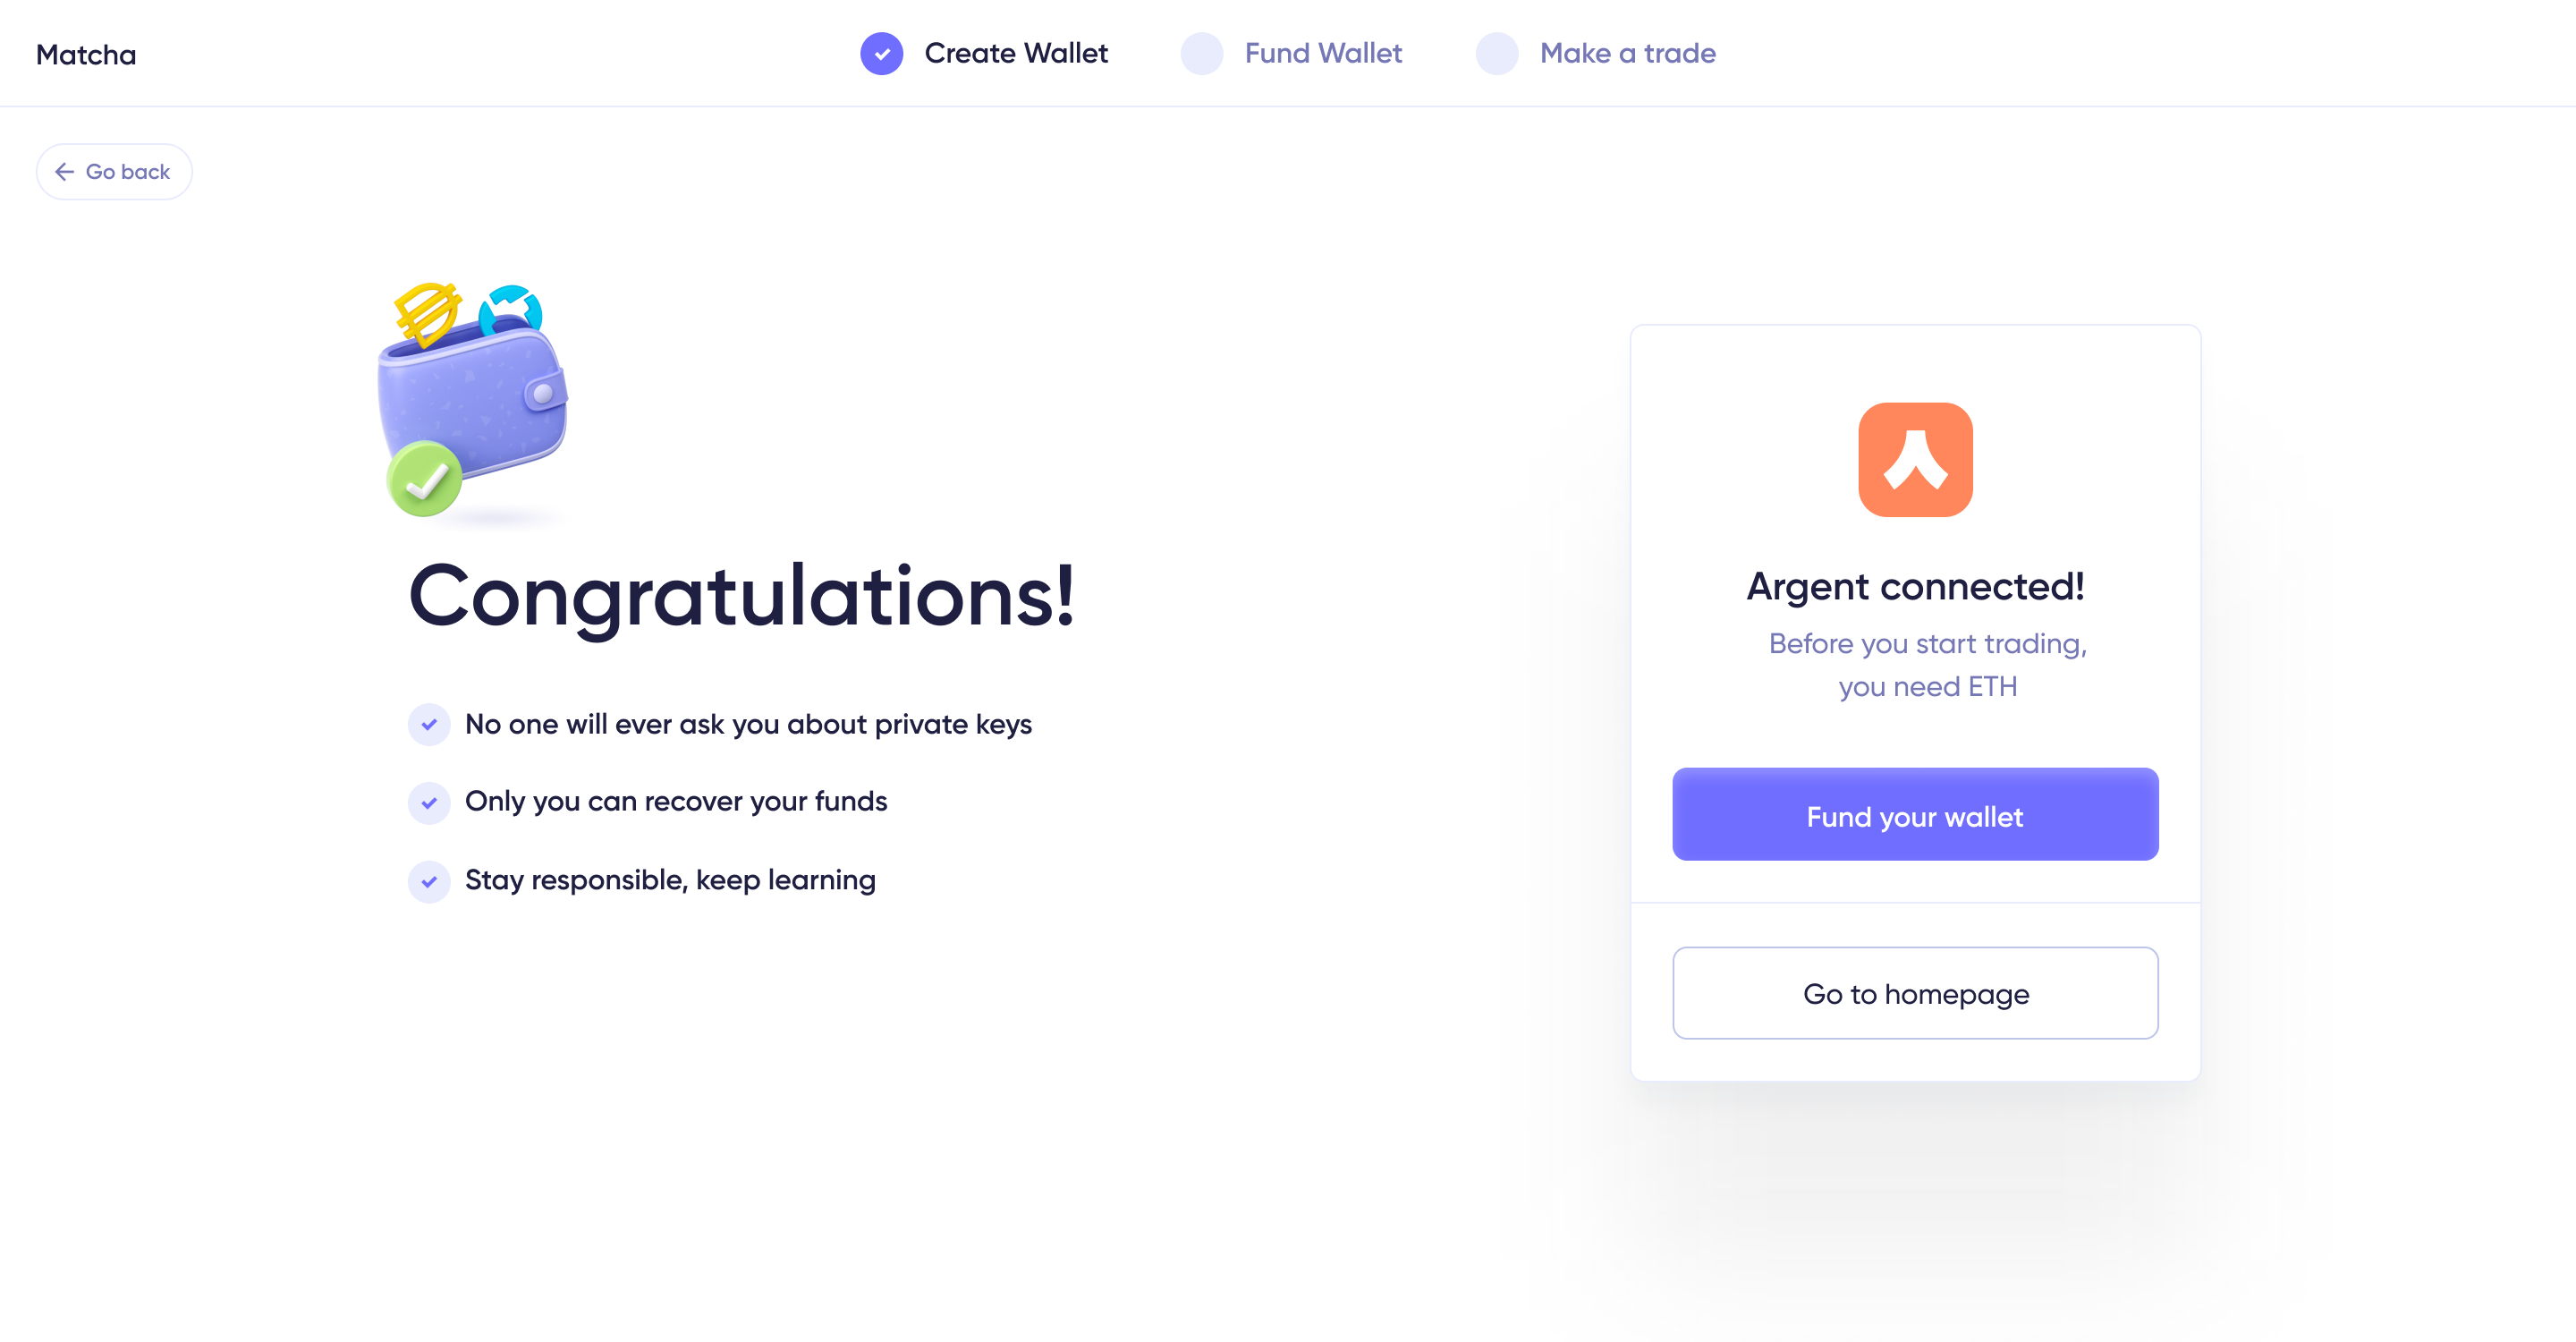 Matcha
Create Wallet
Fund Wallet
Make a trade
Go back
Congratulations!
No one will ever ask you about private keys
Only you can recover your funds
Stay responsible, keep learning
Argent connected!
Before you start trading,
you need ETH
Fund your wallet
Go to homepage